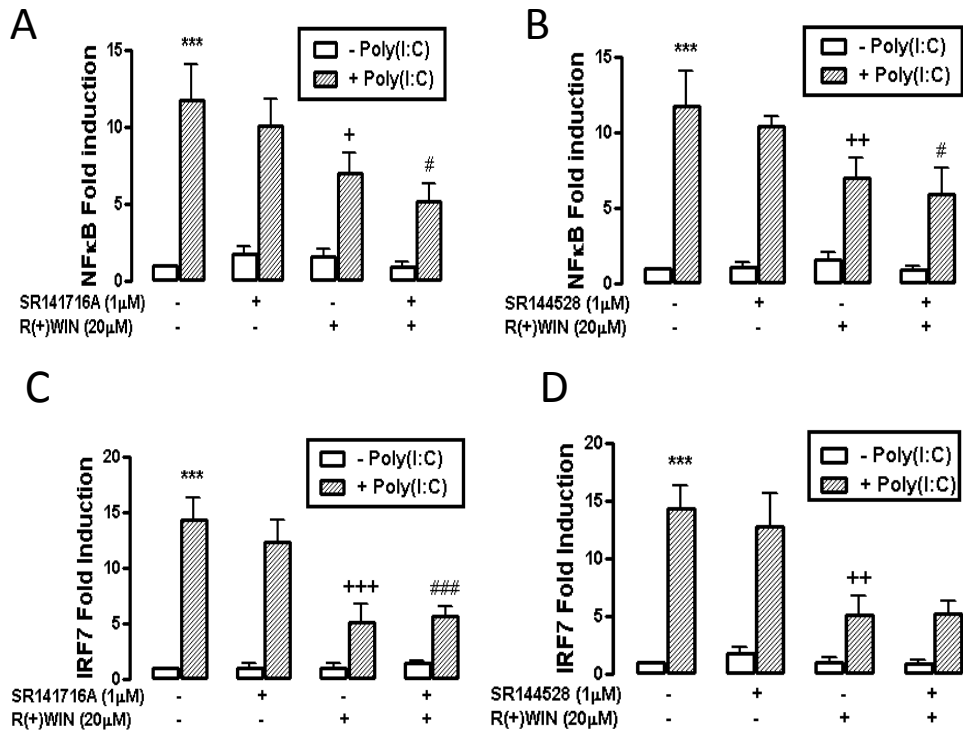 A
NFκB Fold induction
15
10
5
0
***
+
#
- Poly(I:C)
+ Poly(I:C)
SR141716A (1µM) - + - +
R(+)WIN (20µM) - - + +
B
NFκB Fold induction
15
10
5
0
***
++
#
- Poly(I:C)
+ Poly(I:C)
SR144528 (1µM) - + - +
R(+)WIN (20µM) - - + +
C
IRF7 Fold Induction
20
15
10
5
0
***
+++
###
- Poly(I:C)
+ Poly(I:C)
SR141716A (1µM) - + - +
R(+)WIN (20µM) - - + +
D
IRF7 Fold Induction
20
15
10
5
0
***
++
- Poly(I:C)
+ Poly(I:C)
SR144528 (1µM) - + - +
R(+)WIN (20µM) - - + +